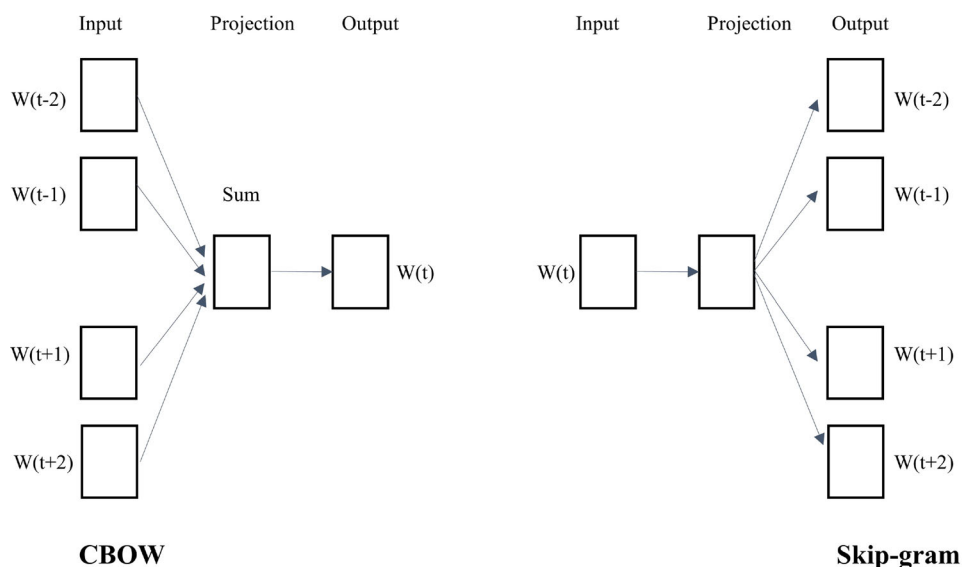 Input Projection Output
W(t-2)
W(t-1)
Sum
W(t)
W(t+1)
W(t+2)
CBOW
Input Projection Output
W(t-2)
W(t-1)
W(t)
W(t+1)
W(t+2)
Skip-gram